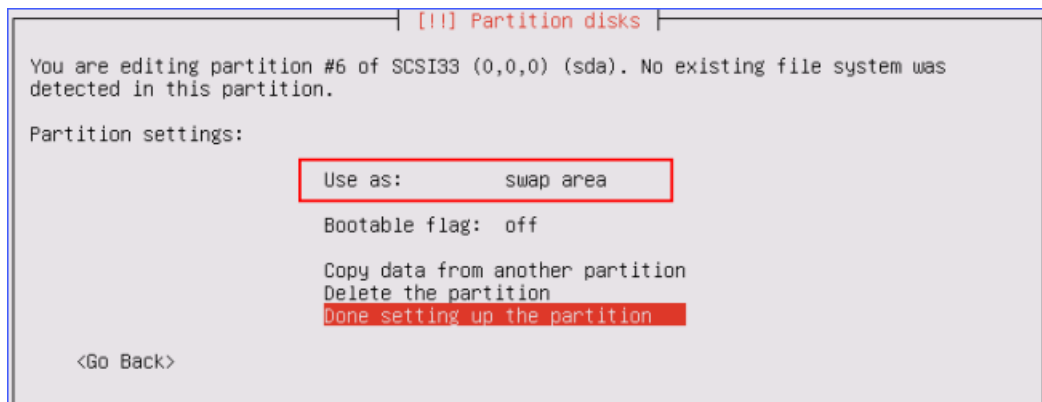 [!!] Partition disks
You are editing partition #6 of SCSI33 (0,0,0) (sda). No existing file system was
detected in this partition.
Partition settings:
Use as: swap area
Bootable flag: off
Copy data from another partition
Delete the partition
Done setting up the partition
<Go Back>